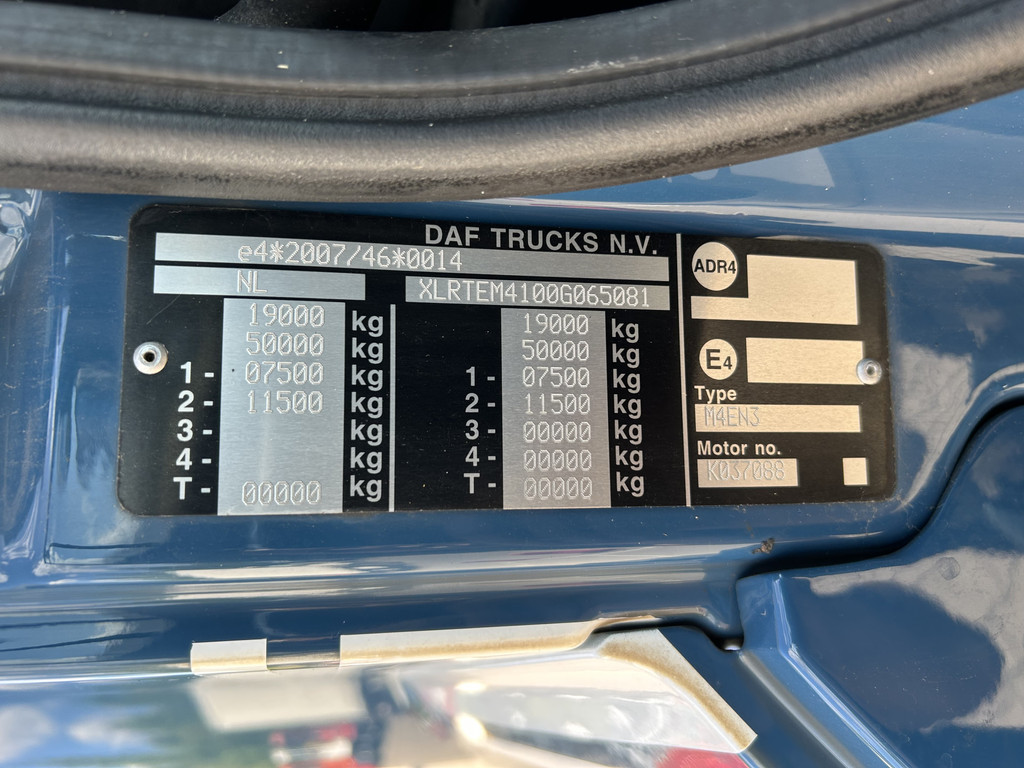 DAF TRUCKS N.V.
e4*2007/46*0014
NL XLRTEM4100G065081
19000 kg 19000 kg
50000 kg 50000 kg
1 - 07500 kg 1 - 07500 kg
2 - 11500 kg 2 - 11500 kg
3 - kg 3 - 00000 kg
4 - kg 4 - 00000 kg
T - 00000 kg T - 00000 kg
ADR4
E4
Type
M4EN3
Motor no.
K037088